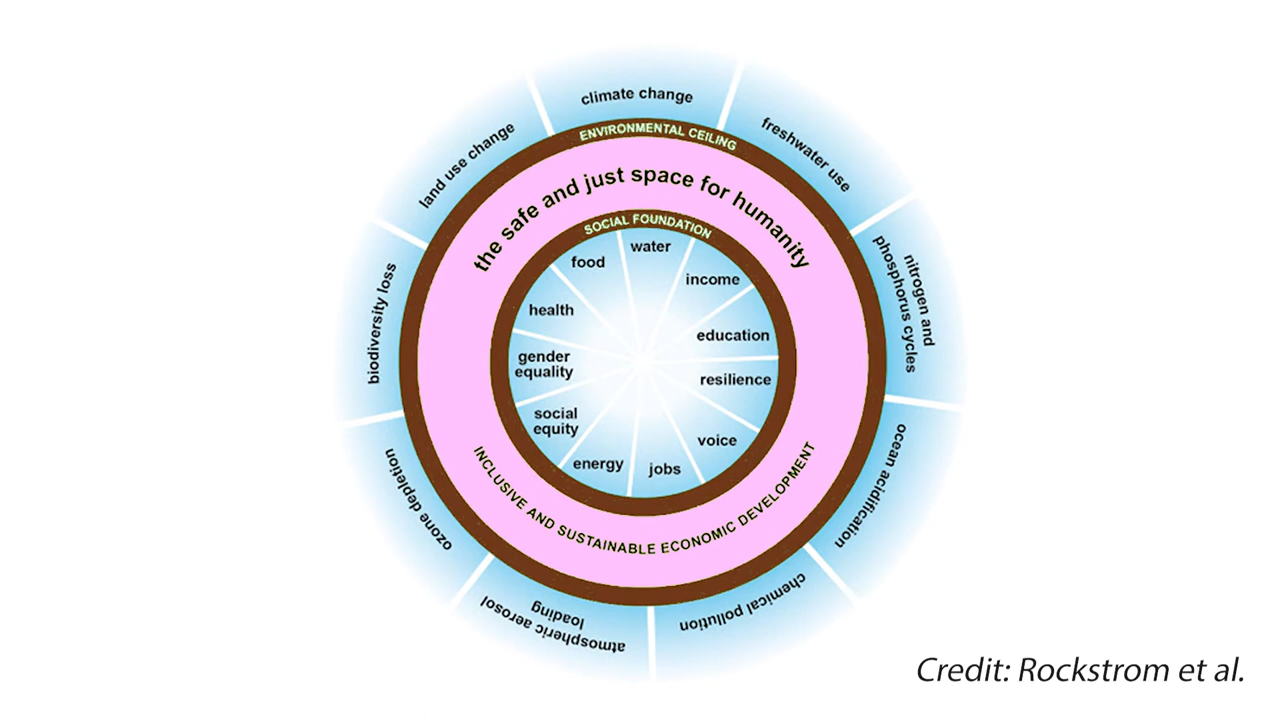 climate change
freshwater use
nitrogen and
phosphorus cycles
ocean acidification
chemical pollution
atmospheric aerosol
loading
ozone depletion
biodiversity loss
land use change
ENVIRONMENTAL CEILING
the safe and just space for humanity
SOCIAL FOUNDATION
water
income
education
resilience
voice
jobs
energy
social
equity
gender
equality
health
food
INCLUSIVE AND SUSTAINABLE ECONOMIC DEVELOPMENT
Credit: Rockstrom et al.